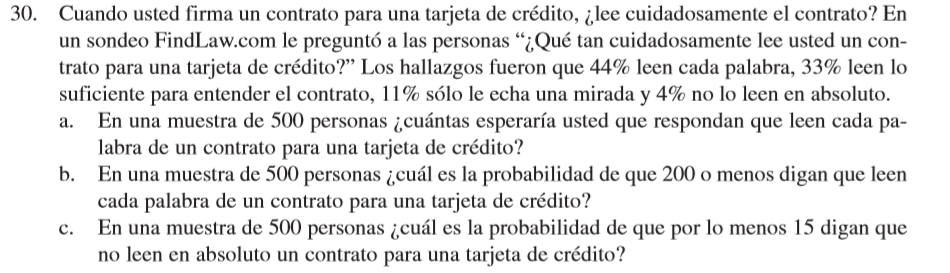 30. Cuando usted firma un contrato para una tarjeta de crédito, ¿lee cuidadosamente el contrato? En
un sondeo FindLaw.com le preguntó a las personas “¿Qué tan cuidadosamente lee usted un con-
trato para una tarjeta de crédito?” Los hallazgos fueron que 44% leen cada palabra, 33% leen lo
suficiente para entender el contrato, 11% sólo le echa una mirada y 4% no lo leen en absoluto.
a. En una muestra de 500 personas ¿cuántas esperaría usted que respondan que leen cada pa-
labra de un contrato para una tarjeta de crédito?
b. En una muestra de 500 personas ¿cuál es la probabilidad de que 200 o menos digan que leen
cada palabra de un contrato para una tarjeta de crédito?
c. En una muestra de 500 personas ¿cuál es la probabilidad de que por lo menos 15 digan que
no leen en absoluto un contrato para una tarjeta de crédito?